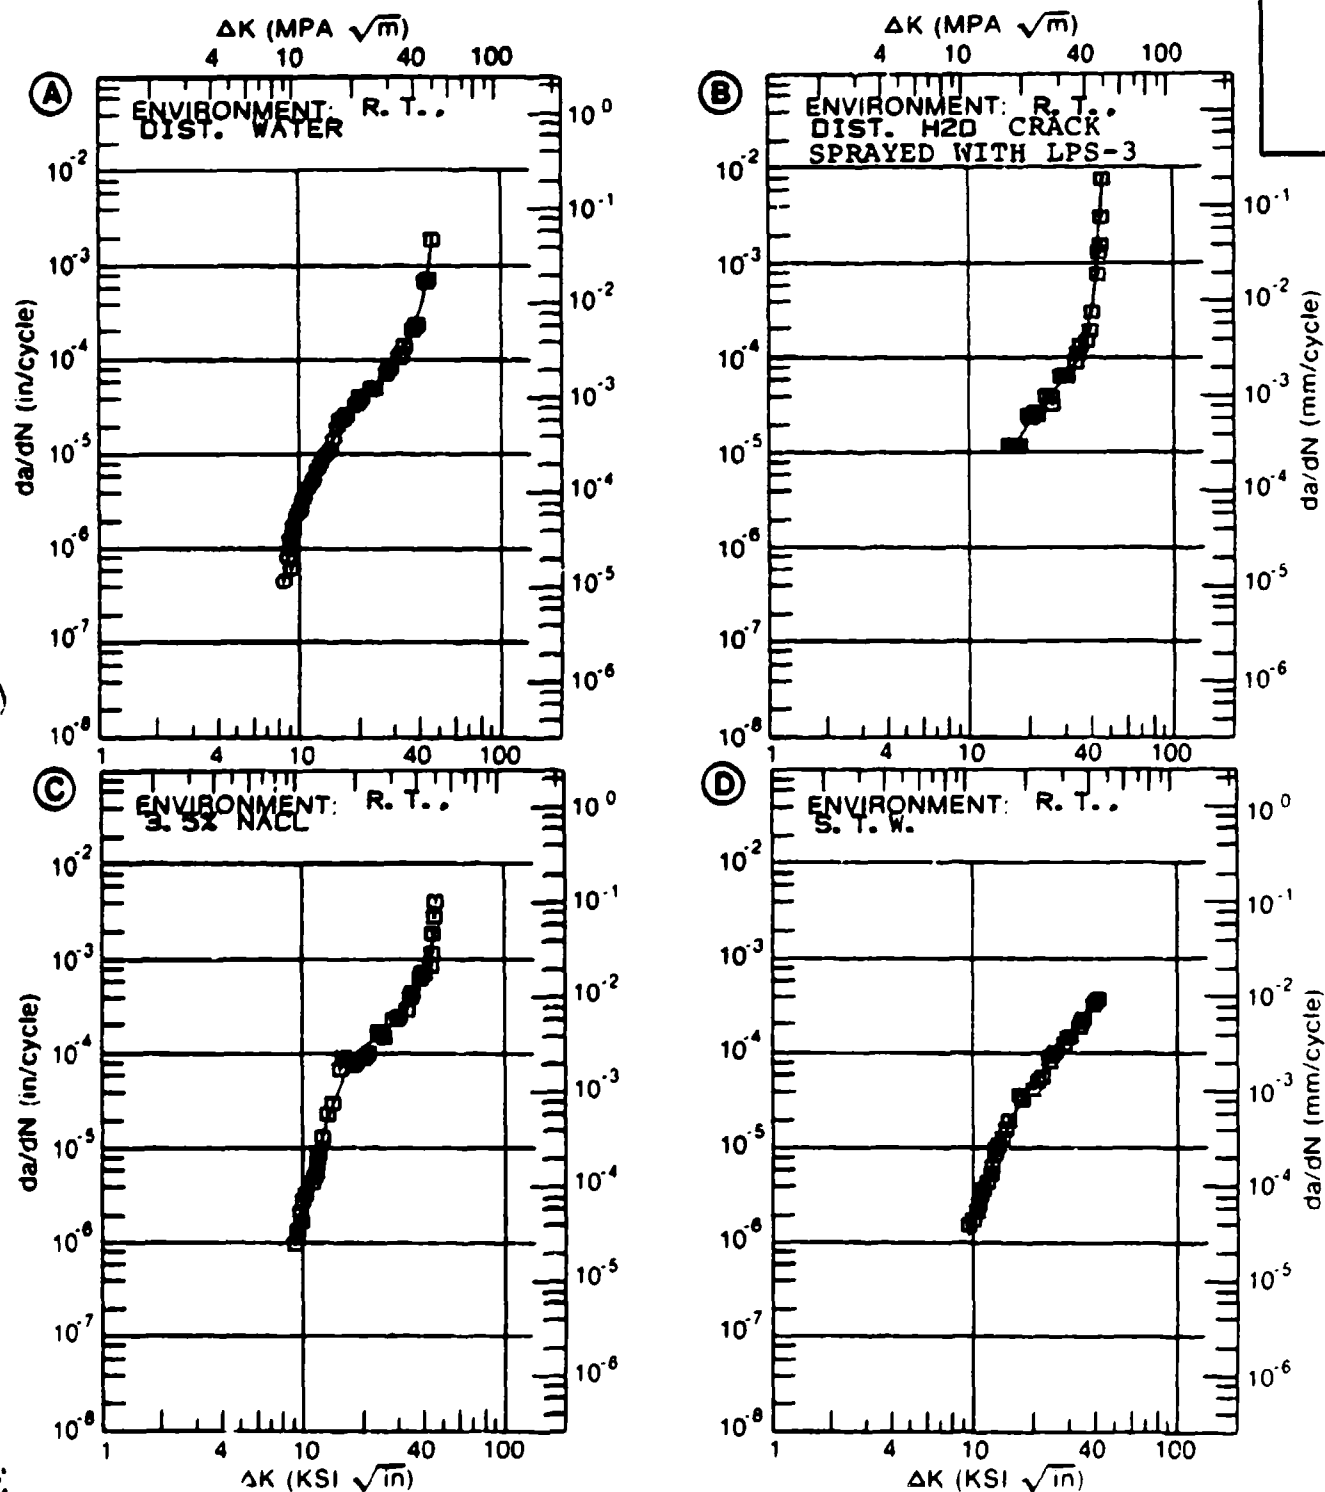 ΔK (MPA √m)
4 10 40 100
A
ENVIRONMENT: R. T.,
DIST. WATER
10^0
10^-2
10^-1
10^-3
10^-2
10^-4
10^-3
10^-5
10^-4
10^-6
10^-5
10^-7
10^-6
10^-8
da/dN (in/cycle)
1 4 10 40 100
ΔK (MPA √m)
4 10 40 100
B
ENVIRONMENT: R. T.,
DIST. H2O CRACK
SPRAYED WITH LPS-3
10^-2
10^-1
10^-3
10^-2
10^-4
10^-3
10^-5
10^-4
10^-6
10^-5
10^-7
10^-6
10^-8
da/dN (mm/cycle)
1 4 10 40 100
C
ENVIRONMENT: R. T.,
3. 5% NACL
10^0
10^-2
10^-1
10^-3
10^-2
10^-4
10^-3
10^-5
10^-4
10^-6
10^-5
10^-7
10^-6
10^-8
da/dN (in/cycle)
1 4 10 40 100
ΔK (KSI √in)
D
ENVIRONMENT: R. T.,
S. T. W.
10^0
10^-2
10^-1
10^-3
10^-2
10^-4
10^-3
10^-5
10^-4
10^-6
10^-5
10^-7
10^-6
10^-8
da/dN (mm/cycle)
1 4 10 40 100
ΔK (KSI √in)